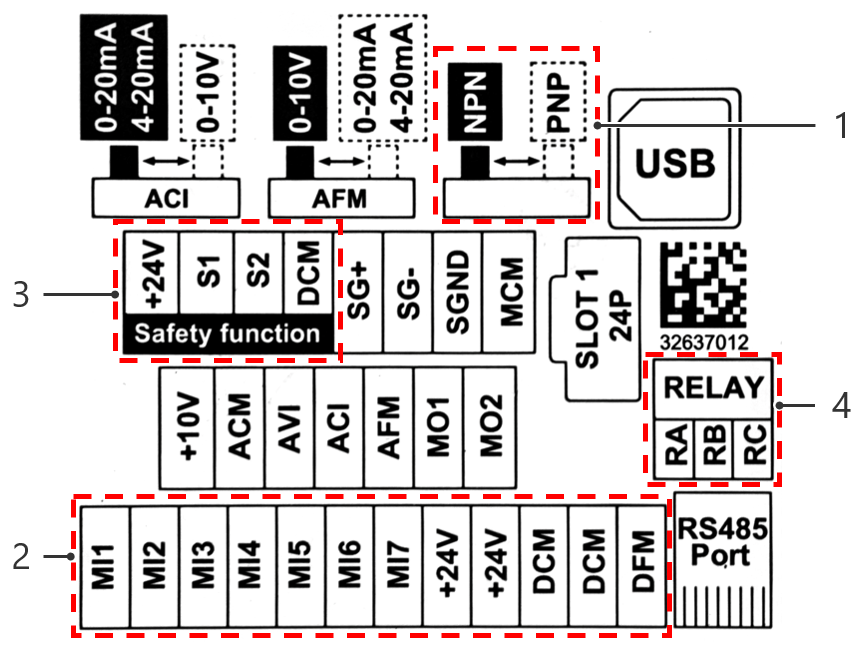 0-20mA
4-20mA
0-10V
ACI
0-10V
0-20mA
4-20mA
AFM
NPN
PNP
1
USB
3
+24V
S1
S2
DCM
Safety function
SG+
SG-
SGND
MCM
SLOT 1
24P
32637012
RELAY
RA
RB
RC
4
+10V
ACM
AVI
ACI
AFM
MO1
MO2
2
MI1
MI2
MI3
MI4
MI5
MI6
MI7
+24V
+24V
DCM
DCM
DFM
RS485
Port